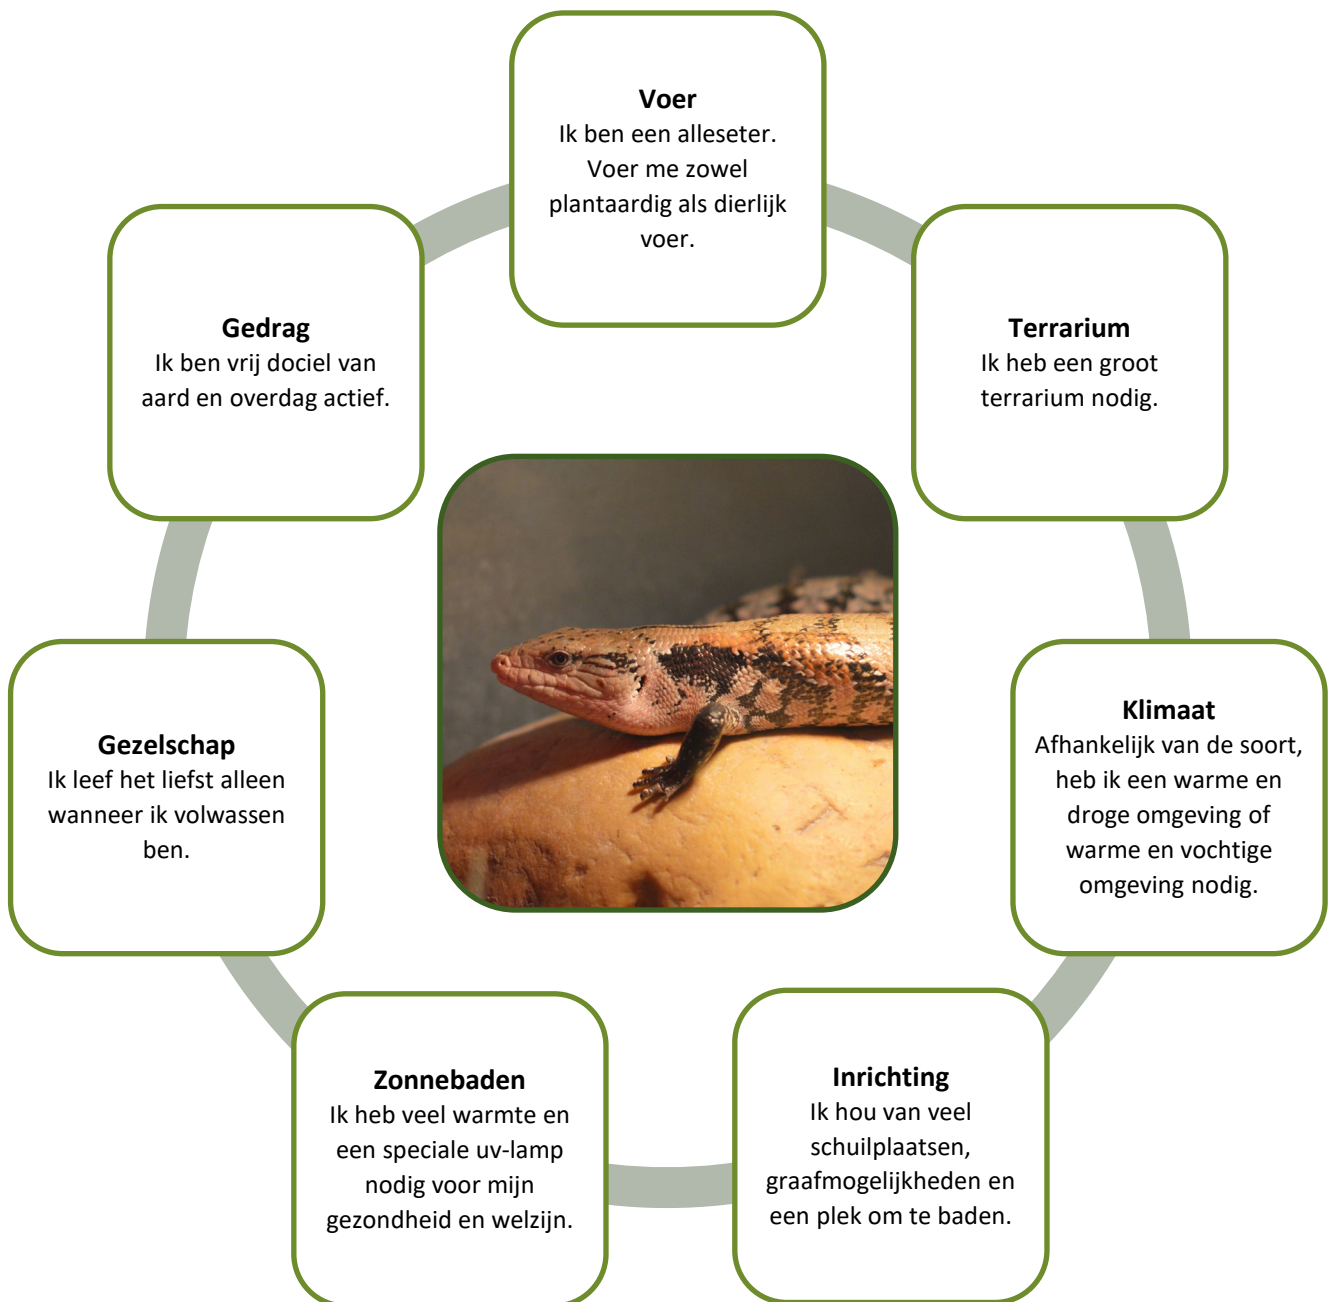 Voer
Ik ben een alleseter.
Voer me zowel
plantaardig als dierlijk
voer.
Terrarium
Ik heb een groot
terrarium nodig.
Klimaat
Afhankelijk van de soort,
heb ik een warme en
droge omgeving of
warme en vochtige
omgeving nodig.
Inrichting
Ik hou van veel
schuilplaatsen,
graafmogelijkheden en
een plek om te baden.
Zonnebaden
Ik heb veel warmte en
een speciale uv-lamp
nodig voor mijn
gezondheid en welzijn.
Gezelschap
Ik leef het liefst alleen
wanneer ik volwassen
ben.
Gedrag
Ik ben vrij dociel van
aard en overdag actief.